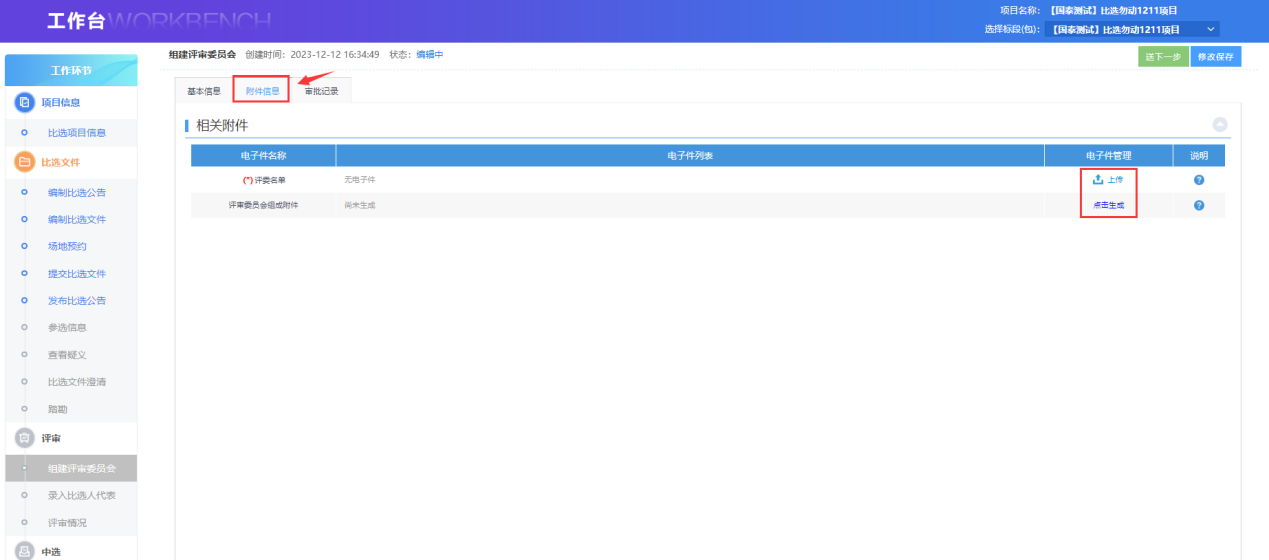 工作台WORKBENCH
项目名称: 【国泰测试】比选勿动1211项目
选择标段(包): 【国泰测试】比选勿动1211项目
组建评审委员会 创建时间: 2023-12-12 16:34:49 状态: 编辑中
送下一步 修改保存
工作环节
项目信息
比选项目信息
比选文件
编制比选公告
编制比选文件
场地预约
提交比选文件
发布比选公告
参选信息
查看疑义
比选文件澄清
踏勘
评审
组建评审委员会
录入比选人代表
评审情况
中选
基本信息 附件信息 审批记录
相关附件
电子件名称 电子件列表 电子件管理 说明
(*)评委名单 无电子件 上传 ?
评审委员会组成附件 尚未生成 点击生成 ?